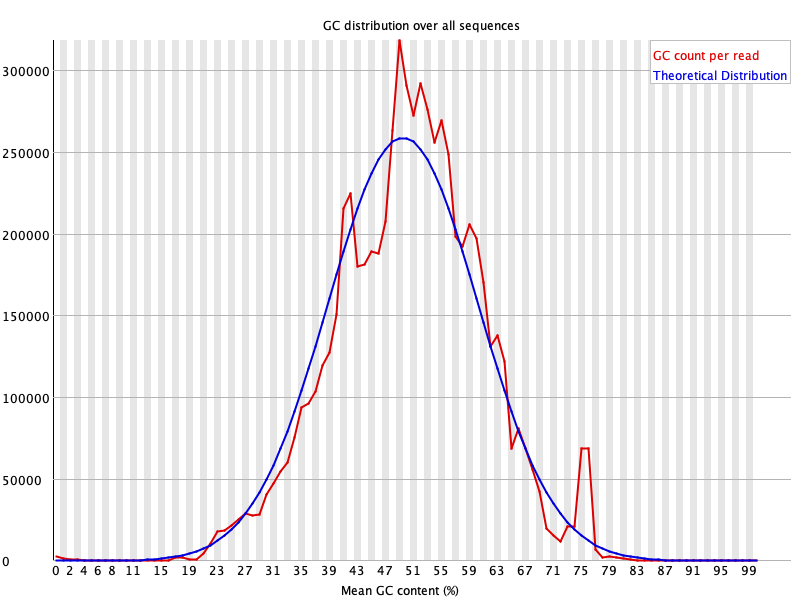 GC distribution over all sequences
GC count per read
Theoretical Distribution
300000
250000
200000
150000
100000
50000
0
0 2 4 6 8 11 15 19 23 27 31 35 39 43 47 51 55 59 63 67 71 75 79 83 87 91 95 99
Mean GC content (%)